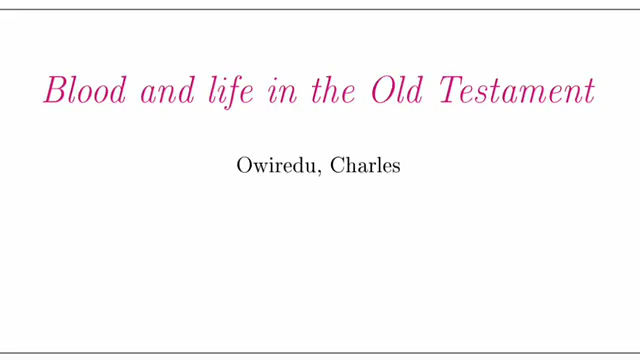 Blood and life in the Old Testament
Owiredu, Charles